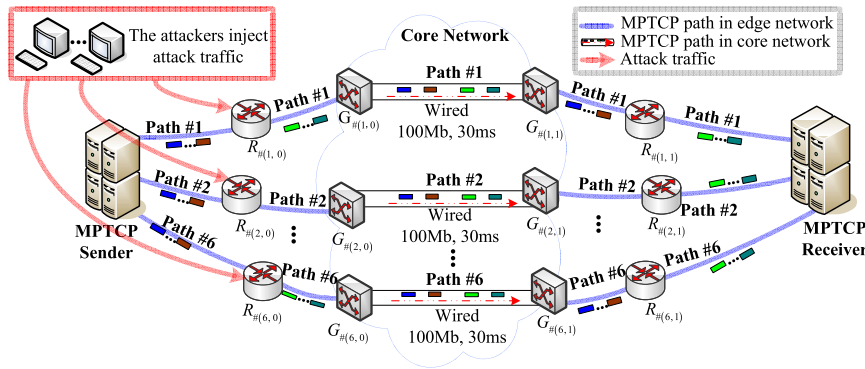 The attackers inject
attack traffic
Core Network
MPTCP path in edge network
MPTCP path in core network
Attack traffic
Path #1
Path #1
Path #1
Path #1
Path #1
Wired
100Mb, 30ms
R#(1, 0)
G#(1, 0)
G#(1, 1)
R#(1, 1)
Path #2
Path #2
Path #2
Path #2
Path #2
Wired
100Mb, 30ms
R#(2, 0)
G#(2, 0)
G#(2, 1)
R#(2, 1)
MPTCP
Sender
MPTCP
Receiver
Path #6
Path #6
Path #6
Path #6
Path #6
Wired
100Mb, 30ms
R#(6, 0)
G#(6, 0)
G#(6, 1)
R#(6, 1)